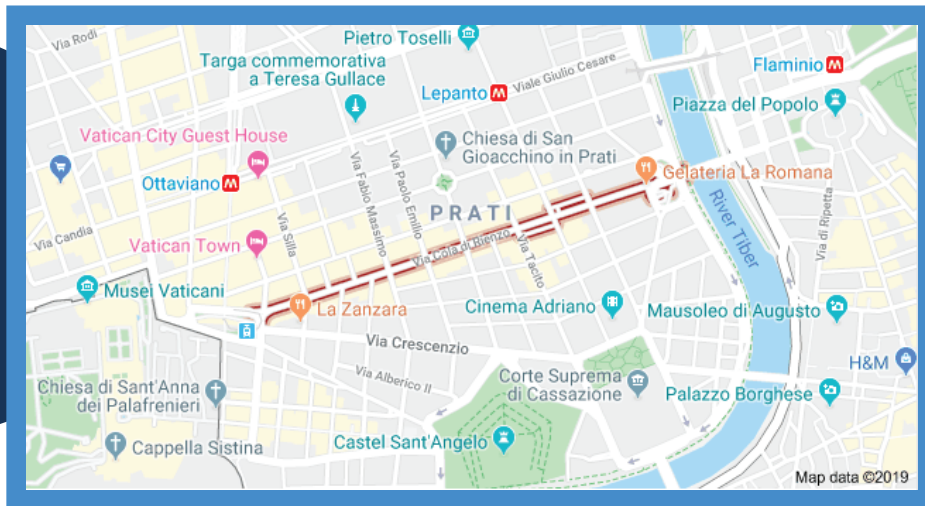 Via Rodi
Pietro Toselli
Targa commemorativa
a Teresa Gullace
Viale Giulio Cesare
Flaminio
Lepanto
Piazza del Popolo
Vatican City Guest House
Chiesa di San
Gioacchino in Prati
Ottaviano
Gelateria La Romana
Via Fabio Massimo
Via Paolo Emilio
PRATI
River Tiber
Via di Ripetta
Via Candia
Via Silla
Vatican Town
Via Cola di Rienzo
Via Tacito
Musei Vaticani
La Zanzara
Cinema Adriano
Mausoleo di Augusto
Via Crescenzio
H&M
Via Alberico II
Chiesa di Sant'Anna
dei Palafrenieri
Corte Suprema
di Cassazione
Palazzo Borghese
Cappella Sistina
Castel Sant'Angelo
Map data ©2019